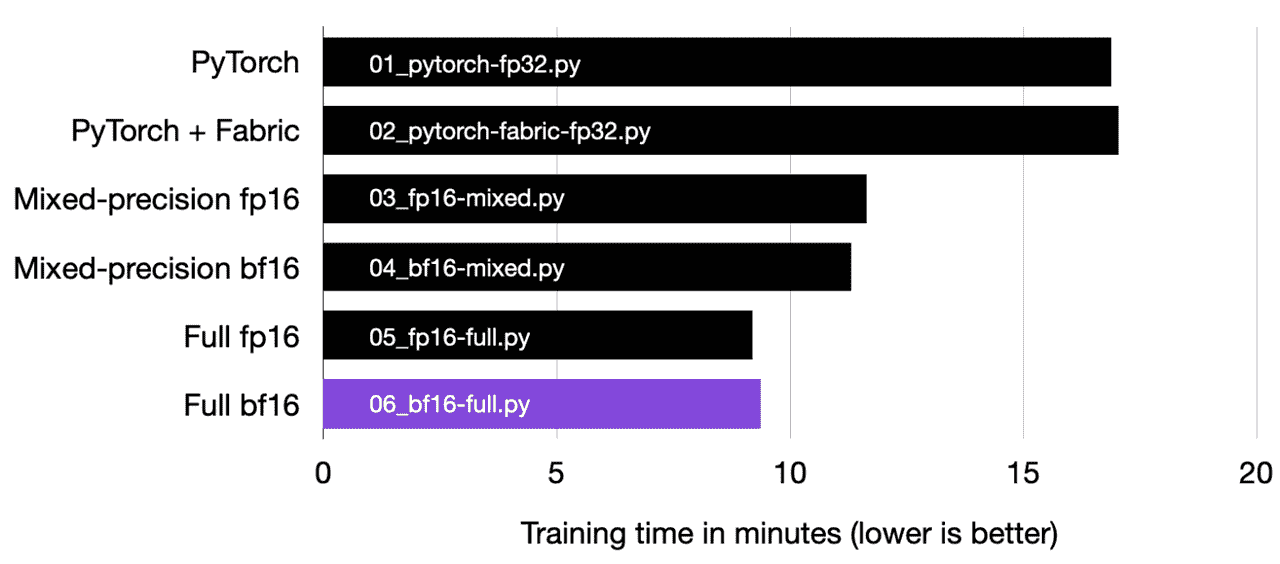 PyTorch
01_pytorch-fp32.py
PyTorch + Fabric
02_pytorch-fabric-fp32.py
Mixed-precision fp16
03_fp16-mixed.py
Mixed-precision bf16
04_bf16-mixed.py
Full fp16
05_fp16-full.py
Full bf16
06_bf16-full.py
0 5 10 15 20
Training time in minutes (lower is better)